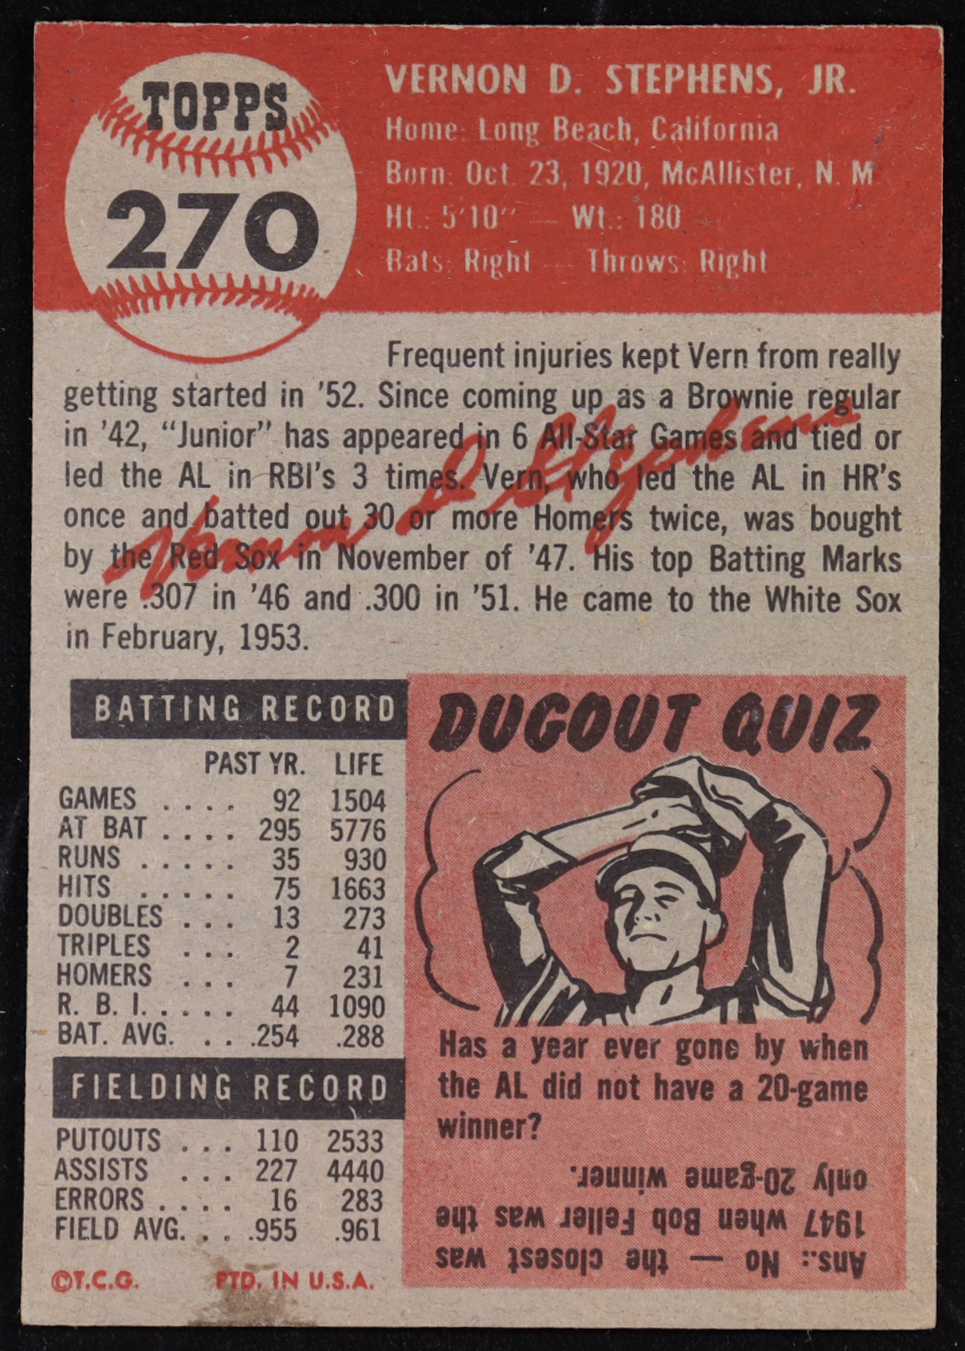 TOPPS
270
VERNON D. STEPHENS, JR.
Home: Long Beach, California
Born: Oct. 23, 1920, McAllister, N. M.
Ht.: 5'10" — Wt.: 180
Bats: Right — Throws: Right
Frequent injuries kept Vern from really
getting started in '52. Since coming up as a Brownie regular
in '42, "Junior" has appeared in 6 All-Star Games and tied or
led the AL in RBI's 3 times. Vern, who led the AL in HR's
once and batted out 30 or more Homers twice, was bought
by the Red Sox in November of '47. His top Batting Marks
were .307 in '46 and .300 in '51. He came to the White Sox
in February, 1953.
Vernon D. Stephens
BATTING RECORD
PAST YR. LIFE
GAMES .... 92 1504
AT BAT .... 295 5776
RUNS ..... 35 930
HITS ..... 75 1663
DOUBLES ... 13 273
TRIPLES ... 2 41
HOMERS ... 7 231
R. B. I. .... 44 1090
BAT. AVG. .. .254 .288
FIELDING RECORD
PUTOUTS ... 110 2533
ASSISTS ... 227 4440
ERRORS .... 16 283
FIELD AVG. .. .955 .961
©T.C.G. PTD. IN U.S.A.
DUGOUT QUIZ
Has a year ever gone by when
the AL did not have a 20-game
winner?
Ans.: No — the closest was
1947 when Bob Feller was the
only 20-game winner.